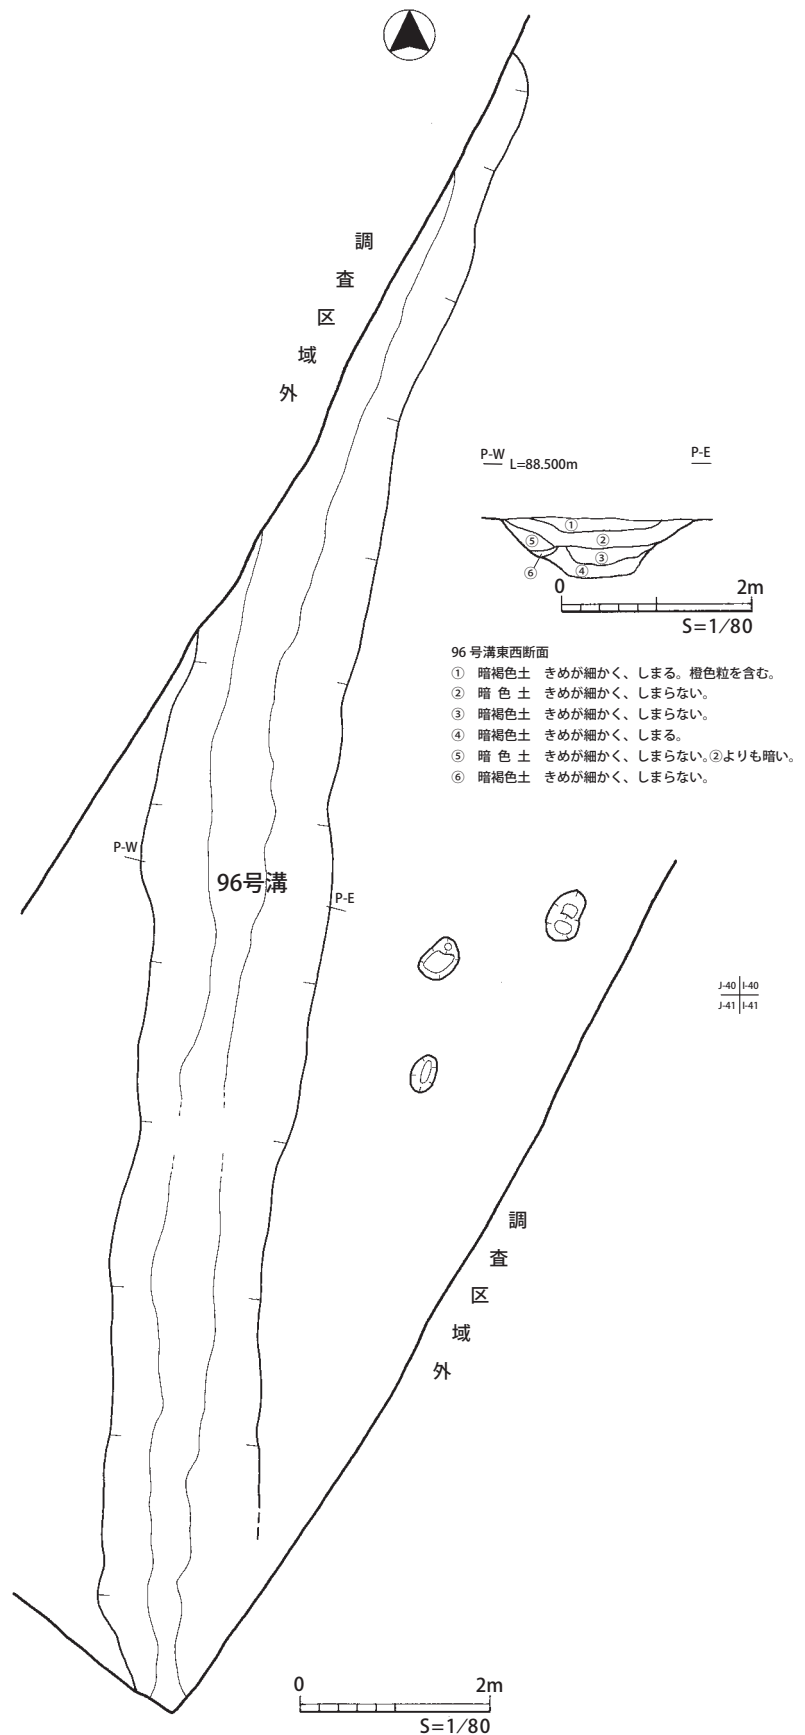 調査区域外
P-W L=88.500m P-E
①
②
③
④
⑤
⑥
0 2m
S=1/80
96号溝東西断面
① 暗褐色土 きめが細かく、しまる。橙色粒を含む。
② 暗色土 きめが細かく、しまらない。
③ 暗褐色土 きめが細かく、しまらない。
④ 暗褐色土 きめが細かく、しまる。
⑤ 暗色土 きめが細かく、しまらない。②よりも暗い。
⑥ 暗褐色土 きめが細かく、しまらない。
P-W
96号溝
P-E
J-40 I-40
J-41 I-41
調査区域外
0 2m
S=1/80